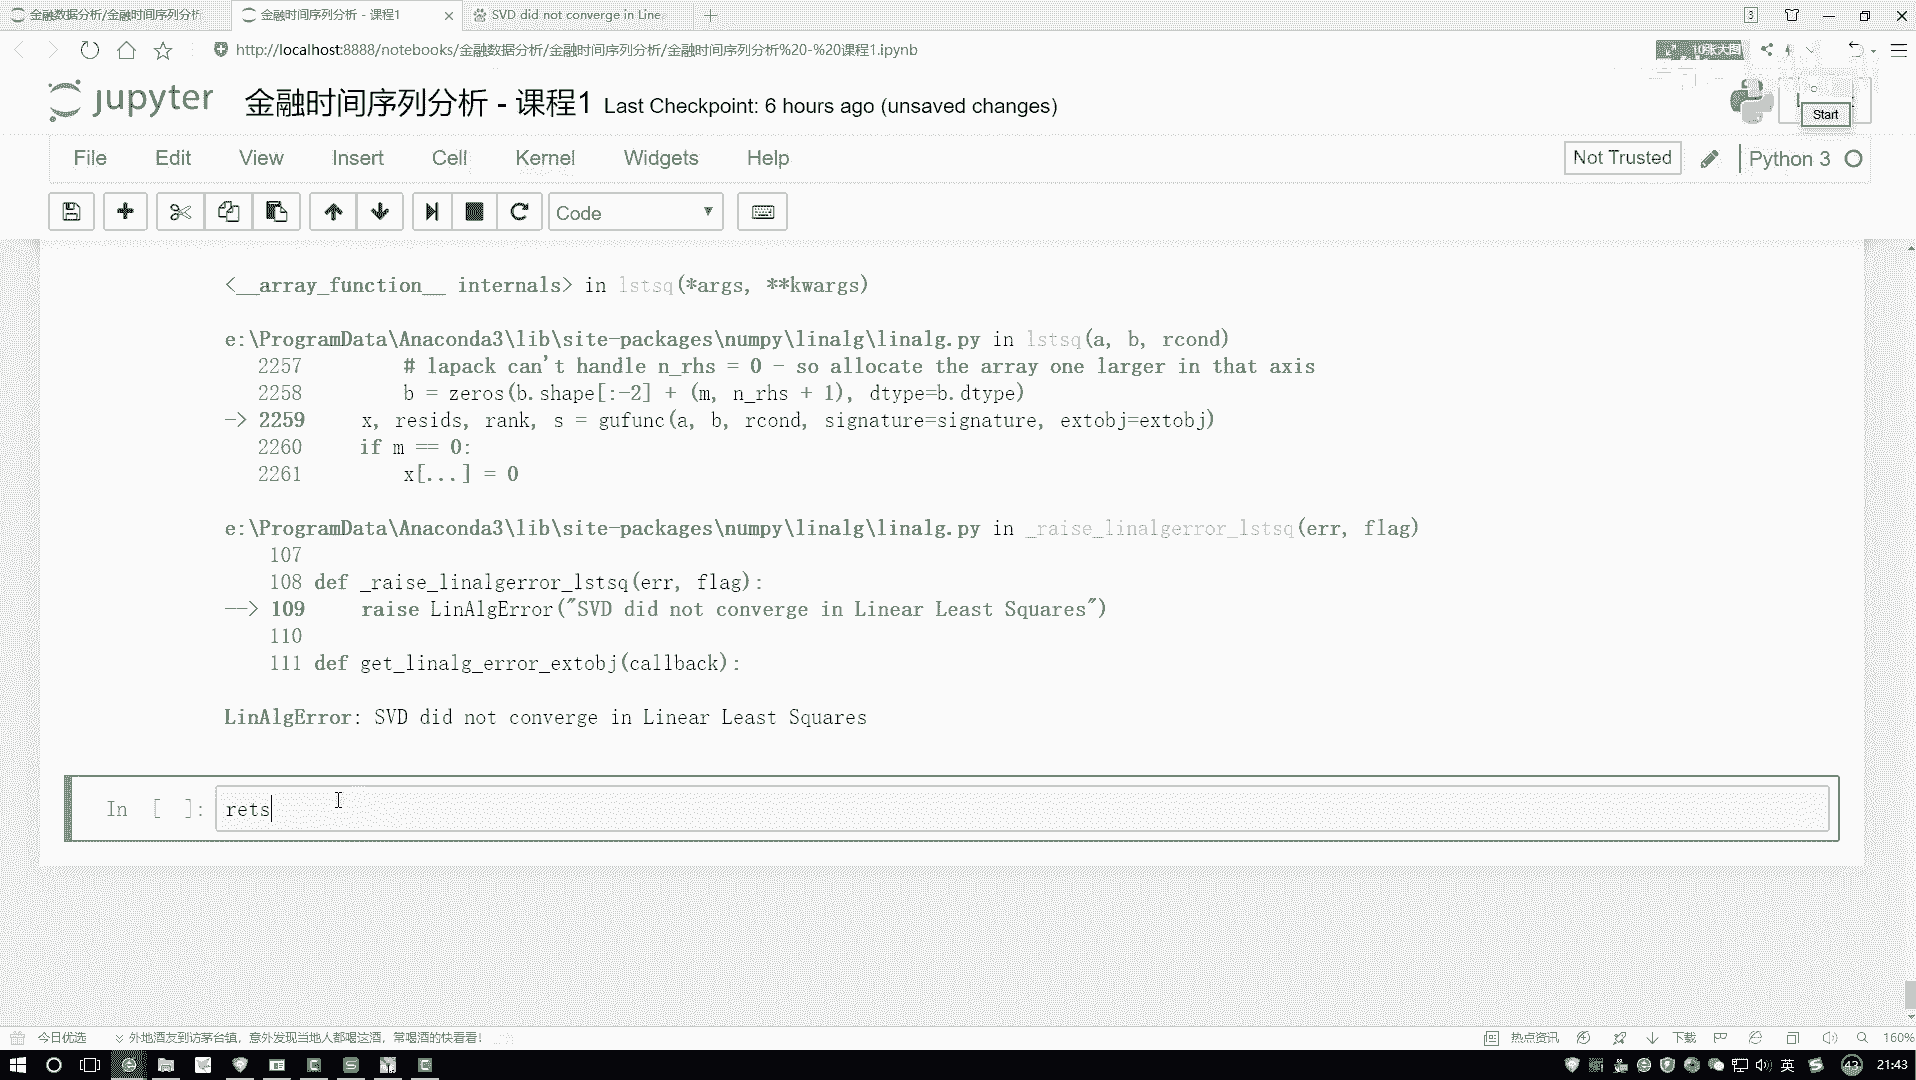 金融数据分析/金融时间序列分析
金融时间序列分析 - 课程1
SVD did not converge in Line
3
http://localhost:8888/notebooks/金融数据分析/金融时间序列分析/金融时间序列分析%20-%20课程1.ipynb
10张大图
jupyter
金融时间序列分析 - 课程1 Last Checkpoint: 6 hours ago (unsaved changes)
Start
File Edit View Insert Cell Kernel Widgets Help
Not Trusted
Python 3
Code
<__array_function__ internals> in lstsq(*args, **kwargs)
e:\ProgramData\Anaconda3\lib\site-packages\numpy\linalg\linalg.py in lstsq(a, b, rcond)
2257 # lapack can't handle n_rhs = 0 - so allocate the array one larger in that axis
2258 b = zeros(b.shape[:-2] + (m, n_rhs + 1), dtype=b.dtype)
-> 2259 x, resids, rank, s = gufunc(a, b, rcond, signature=signature, extobj=extobj)
2260 if m == 0:
2261 x[...] = 0
e:\ProgramData\Anaconda3\lib\site-packages\numpy\linalg\linalg.py in _raise_linalgerror_lstsq(err, flag)
107
108 def _raise_linalgerror_lstsq(err, flag):
--> 109 raise LinAlgError("SVD did not converge in Linear Least Squares")
110
111 def get_linalg_error_extobj(callback):
LinAlgError: SVD did not converge in Linear Least Squares
In [ ]: rets
今日优选
外地酒友到访茅台镇，意外发现当地人都喝这酒，常喝酒的快看看！
热点资讯
下载
160%
英
43
21:43